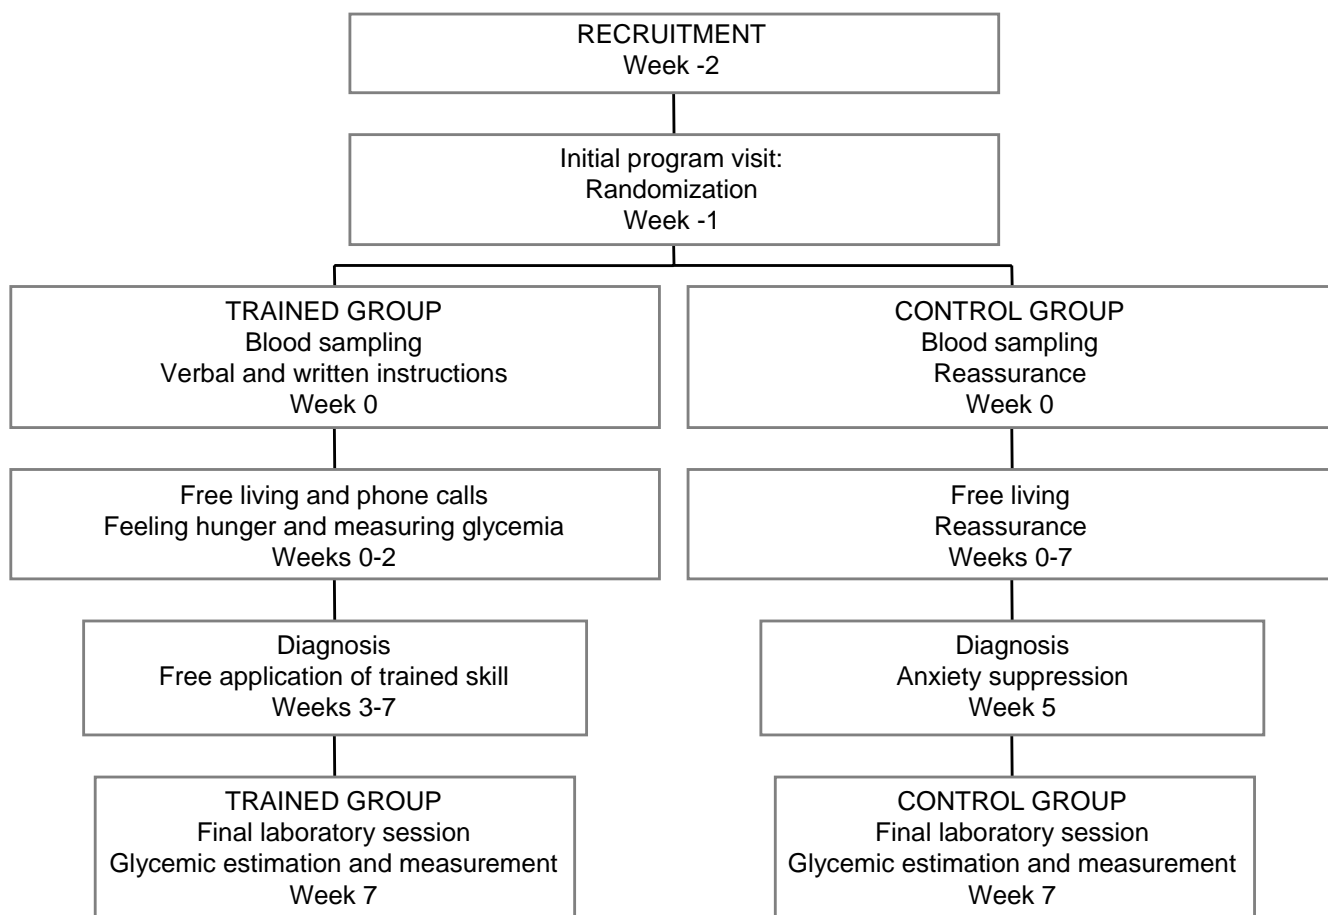 RECRUITMENT
Week -2
Initial program visit:
Randomization
Week -1
TRAINED GROUP
Blood sampling
Verbal and written instructions
Week 0
CONTROL GROUP
Blood sampling
Reassurance
Week 0
Free living and phone calls
Feeling hunger and measuring glycemia
Weeks 0-2
Free living
Reassurance
Weeks 0-7
Diagnosis
Free application of trained skill
Weeks 3-7
Diagnosis
Anxiety suppression
Week 5
TRAINED GROUP
Final laboratory session
Glycemic estimation and measurement
Week 7
CONTROL GROUP
Final laboratory session
Glycemic estimation and measurement
Week 7